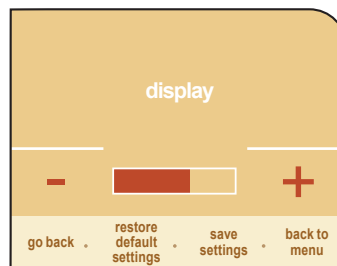 display
- +
go back . restore default settings . save settings . back to menu